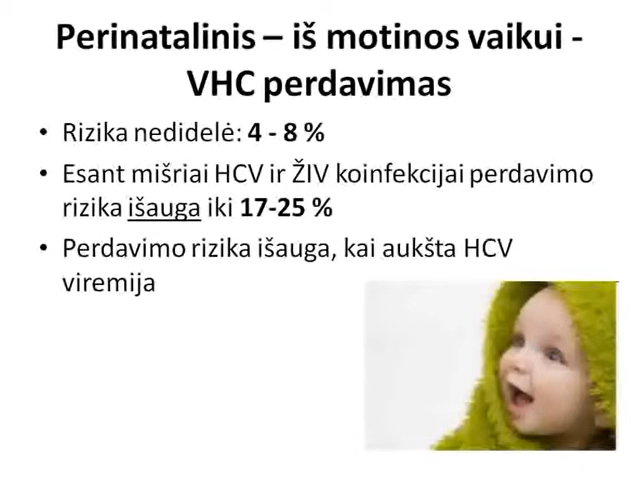 Perinatalinis – iš motinos vaikui -
VHC perdavimas
• Rizika nedidelė: 4 - 8 %
• Esant mišriai HCV ir ŽIV koinfekcijai perdavimo
rizika išauga iki 17-25 %
• Perdavimo rizika išauga, kai aukšta HCV
viremija